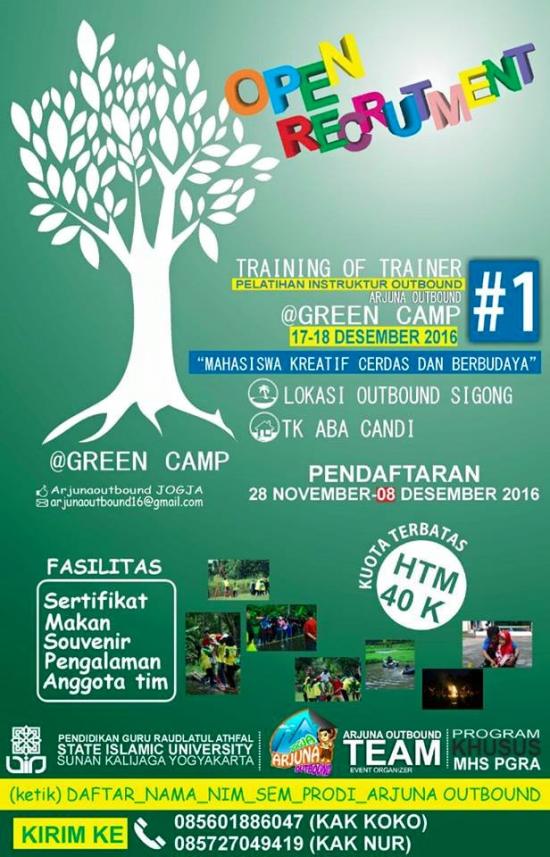 OPEN
RECRUTMENT
TRAINING OF TRAINER
PELATIHAN INSTRUKTUR OUTBOUND
ARJUNA OUTBOUND
@GREEN CAMP
17-18 DESEMBER 2016
#1
“MAHASISWA KREATIF CERDAS DAN BERBUDAYA”
LOKASI OUTBOUND SIGONG
TK ABA CANDI
@GREEN CAMP
Arjunaoutbound JOGJA
arjunaoutbound16@gmail.com
PENDAFTARAN
28 NOVEMBER-08 DESEMBER 2016
KUOTA TERBATAS
HTM
40 K
FASILITAS
Sertifikat
Makan
Souvenir
Pengalaman
Anggota tim
PENDIDIKAN GURU RAUDLATUL ATHFAL
STATE ISLAMIC UNIVERSITY
SUNAN KALIJAGA YOGYAKARTA
JOGJA
ARJUNA
OUTBOUND
ARJUNA OUTBOUND
TEAM
EVENT ORGANIZER
PROGRAM
KHUSUS
MHS PGRA
(ketik) DAFTAR_NAMA_NIM_SEM_PRODI_ARJUNA OUTBOUND
KIRIM KE
085601886047 (KAK KOKO)
085727049419 (KAK NUR)